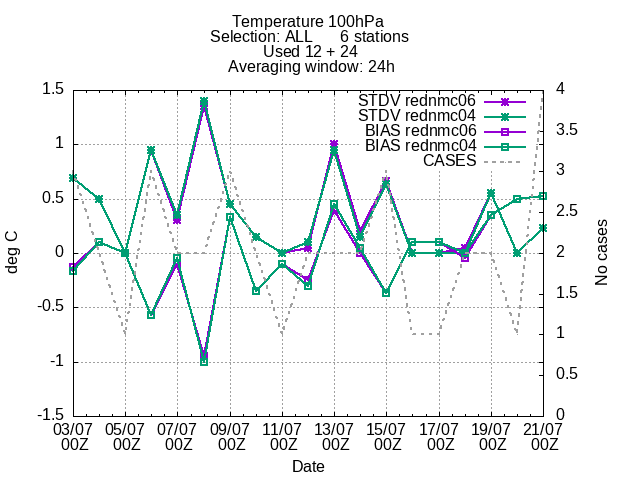 Temperature 100hPa
Selection: ALL 6 stations
Used 12 + 24
Averaging window: 24h
STDV rednmc06
STDV rednmc04
BIAS rednmc06
BIAS rednmc04
CASES
1.5
1
0.5
0
-0.5
-1
-1.5
deg C
4
3.5
3
2.5
2
1.5
1
0.5
0
No cases
03/07 05/07 07/07 09/07 11/07 13/07 15/07 17/07 19/07 21/07
00Z 00Z 00Z 00Z 00Z 00Z 00Z 00Z 00Z 00Z
Date